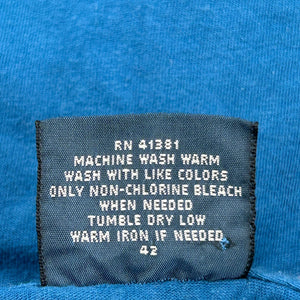 RN 41381
MACHINE WASH WARM
WASH WITH LIKE COLORS
ONLY NON-CHLORINE BLEACH
WHEN NEEDED
TUMBLE DRY LOW
WARM IRON IF NEEDED
42